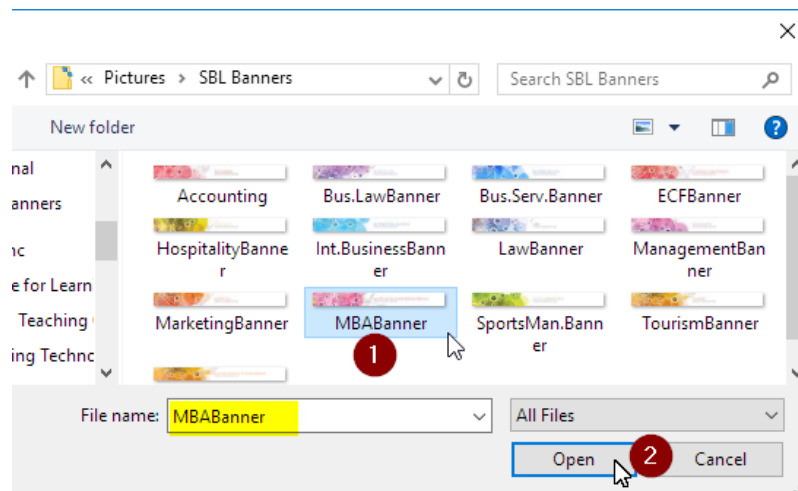 « Pictures > SBL Banners
Search SBL Banners
New folder
nal
anners
nc
e for Learn
Teaching
ing Techno
Accounting
Bus.LawBanner
Bus.Serv.Banner
ECFBanner
HospitalityBanne
r
Int.BusinessBann
er
LawBanner
ManagementBan
ner
MarketingBanner
MBABanner
SportsMan.Bann
er
TourismBanner
1
File name:
MBABanner
All Files
Open
2
Cancel